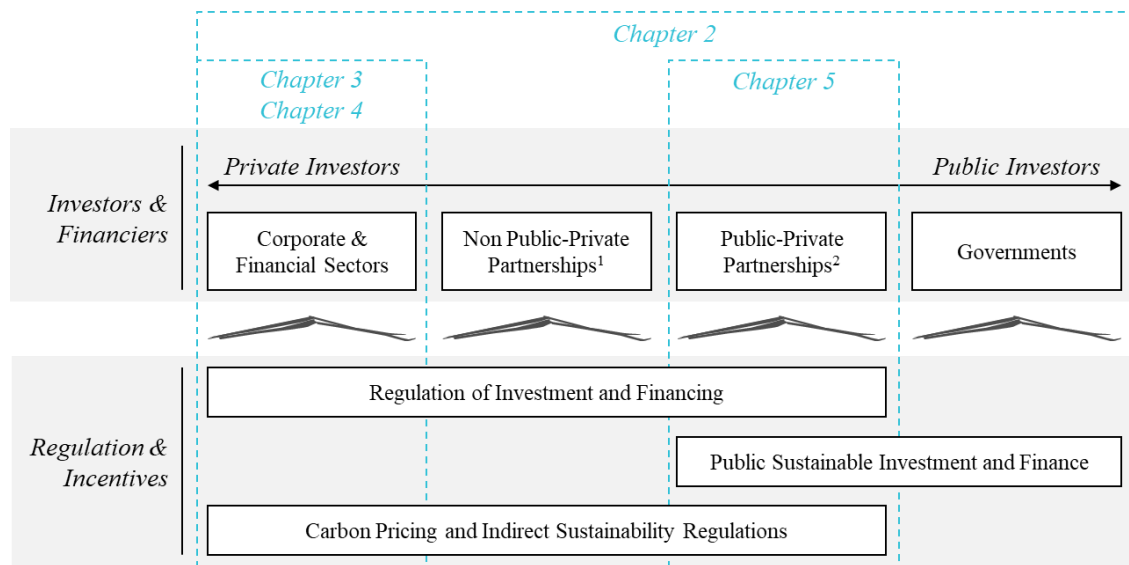 Chapter 2
Chapter 3
Chapter 4
Chapter 5
Private Investors
Public Investors
Investors &
Financiers
Corporate &
Financial Sectors
Non Public-Private
Partnerships1
Public-Private
Partnerships2
Governments
Regulation &
Incentives
Regulation of Investment and Financing
Public Sustainable Investment and Finance
Carbon Pricing and Indirect Sustainability Regulations